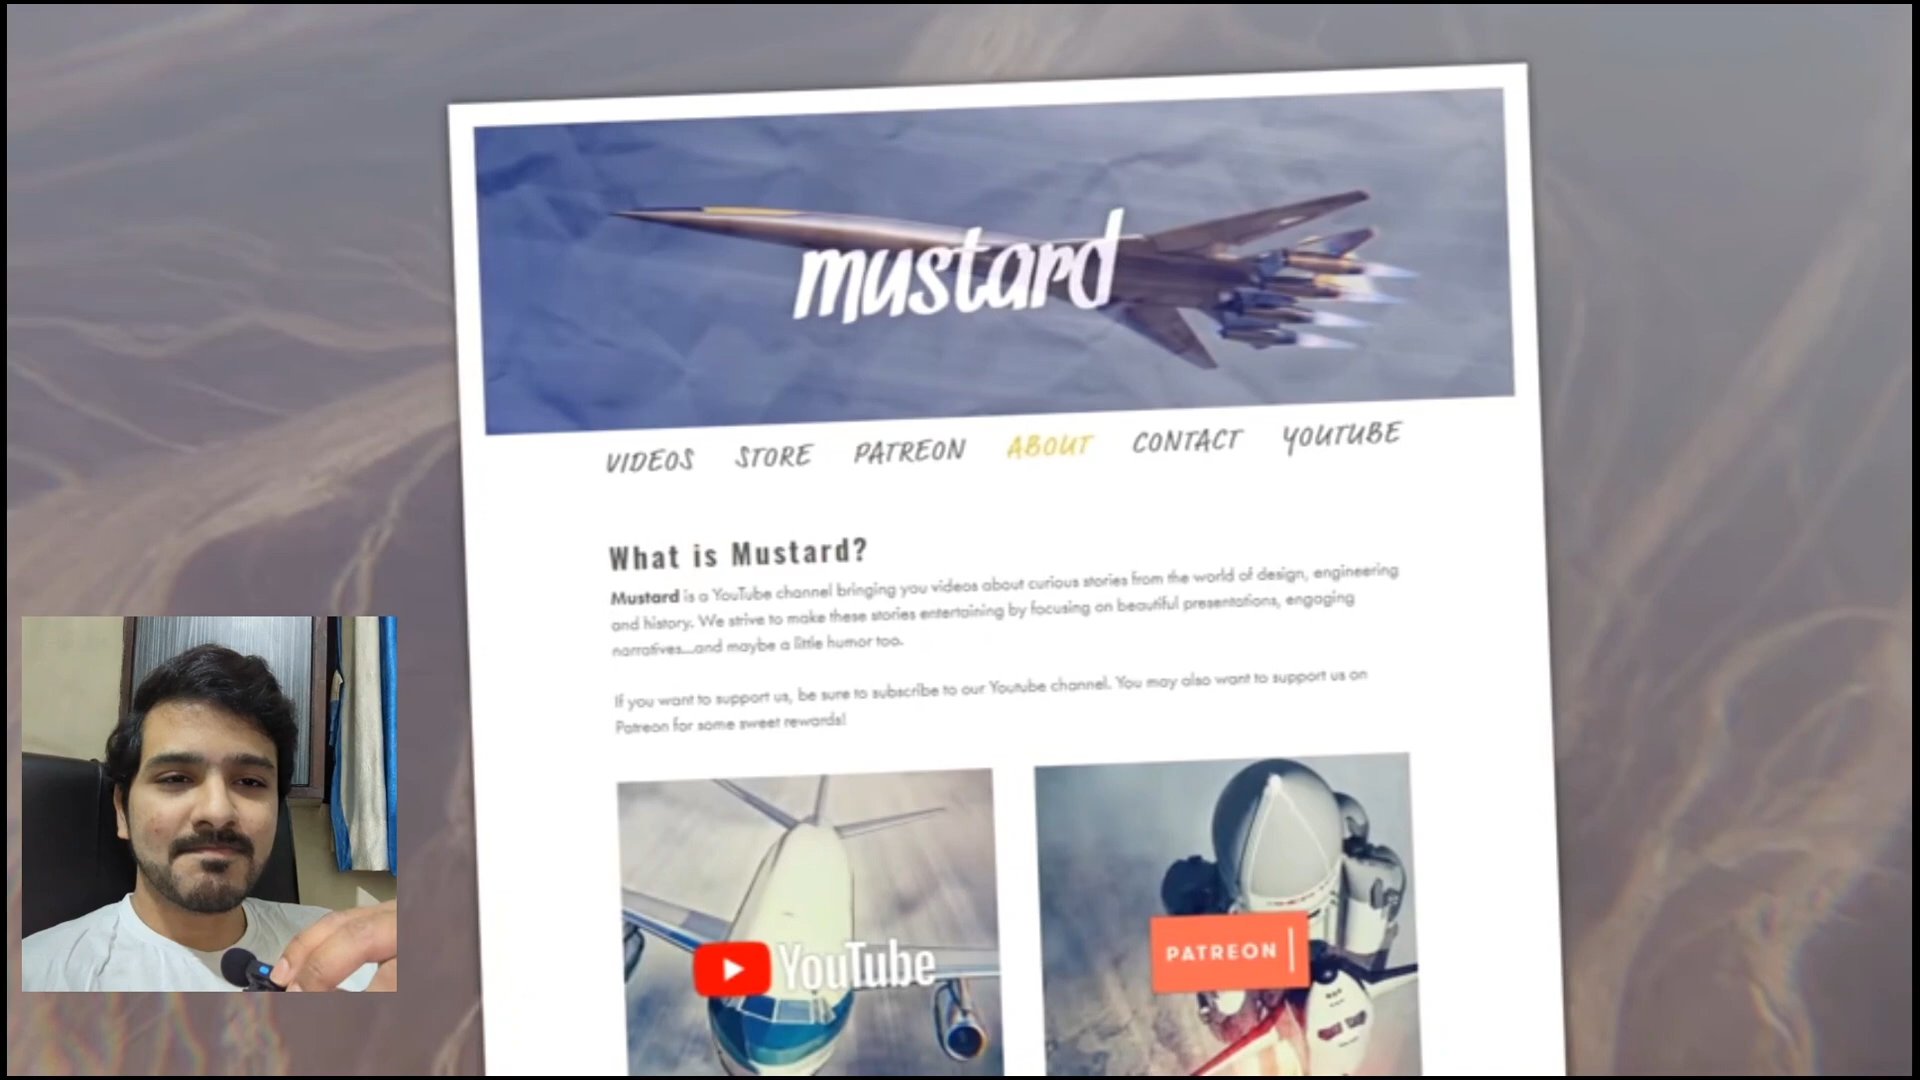 mustard
VIDEOS STORE PATREON ABOUT CONTACT YOUTUBE
What is Mustard?
Mustard is a YouTube channel bringing you videos about curious stories from the world of design, engineering
and history. We strive to make these stories entertaining by focusing on beautiful presentations, engaging
narratives...and maybe a little humor too.
If you want to support us, be sure to subscribe to our Youtube channel. You may also want to support us on
Patreon for some sweet rewards!
YouTube
PATREON